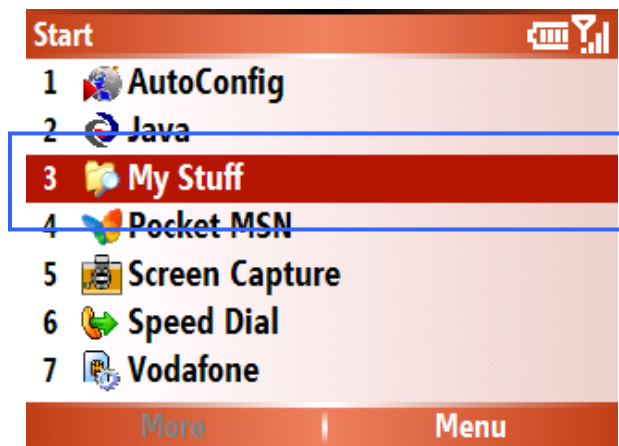 Start
1 AutoConfig
2 Java
3 My Stuff
4 Pocket MSN
5 Screen Capture
6 Speed Dial
7 Vodafone
More Menu